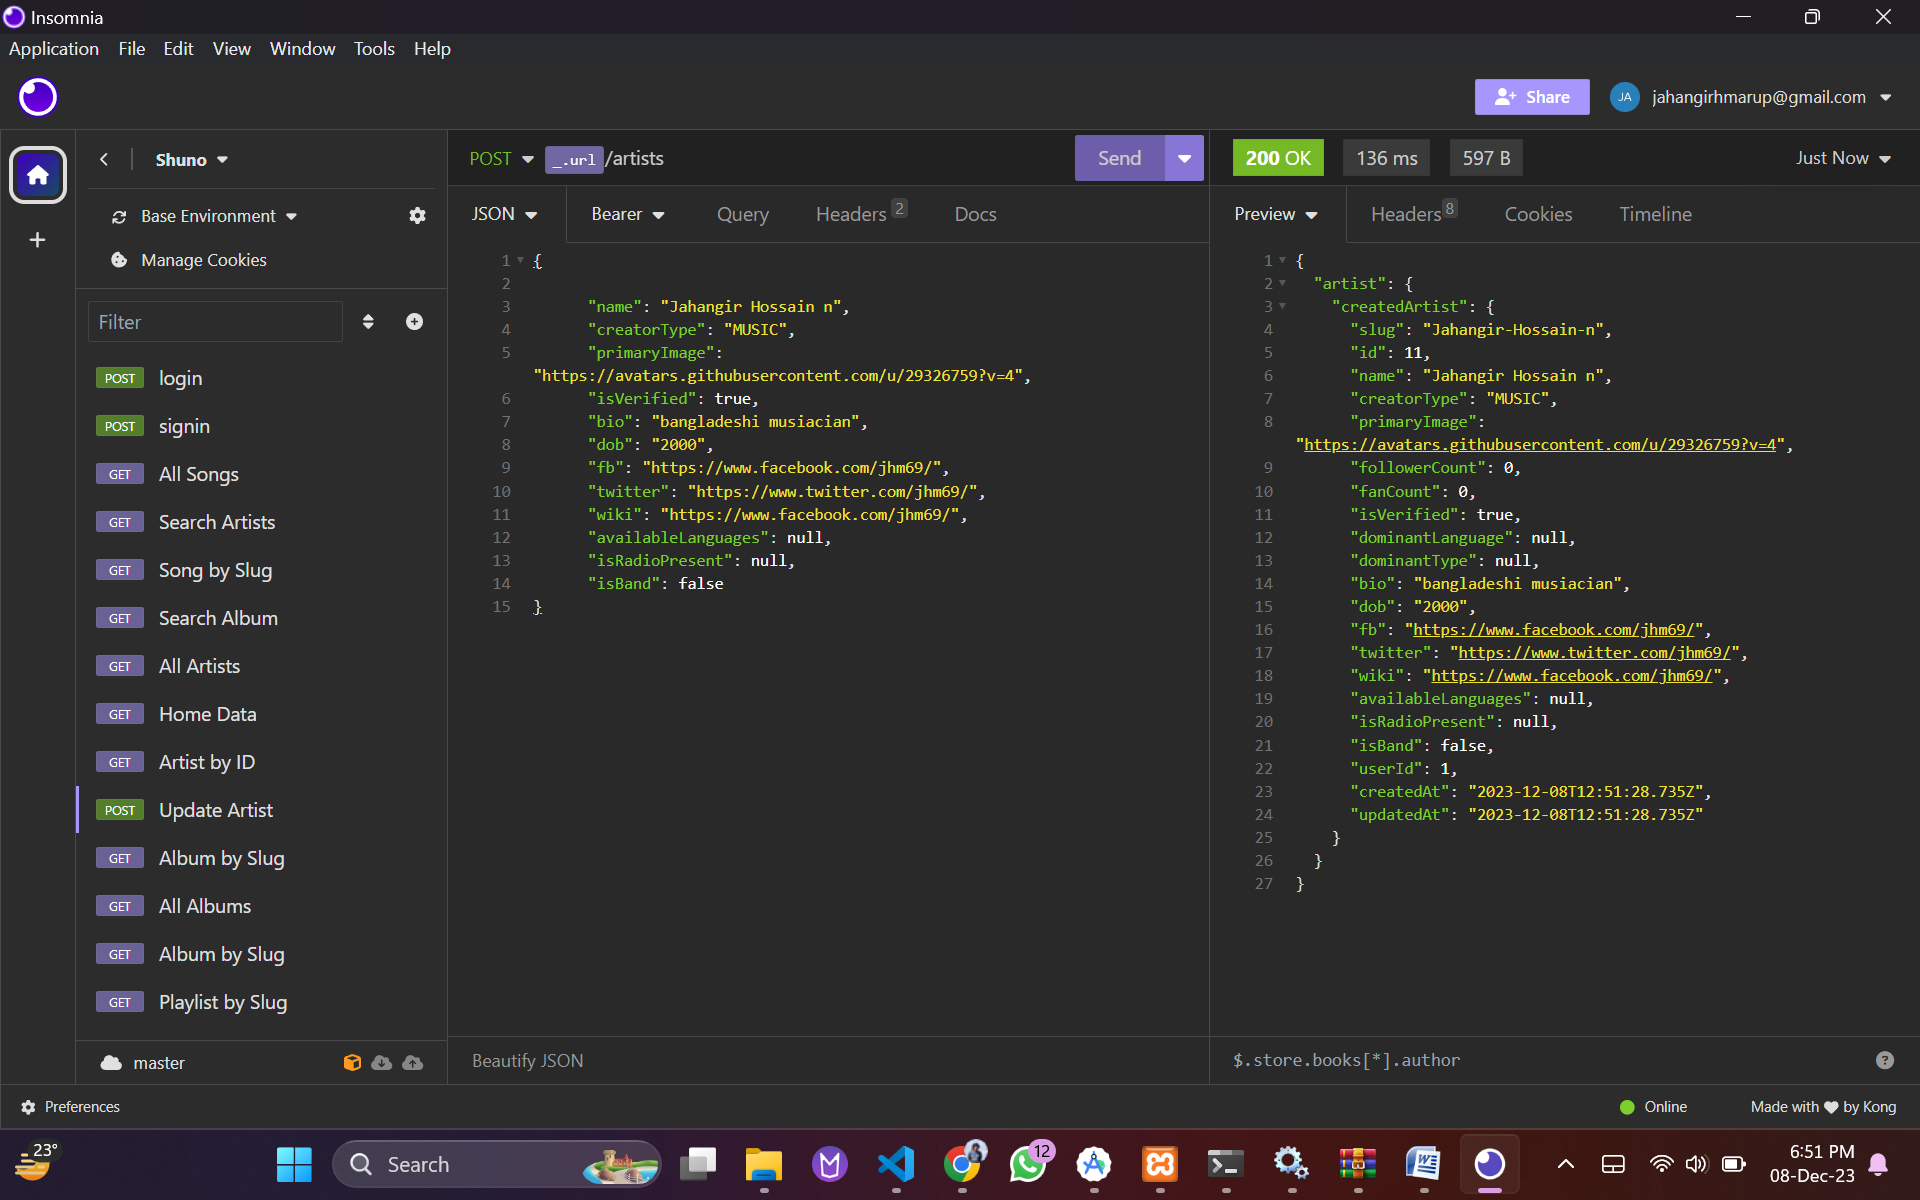 Insomnia
Application File Edit View Window Tools Help
Share
JA jahangirhmarup@gmail.com
Shuno
Base Environment
Manage Cookies
Filter
POST login
POST signin
GET All Songs
GET Search Artists
GET Song by Slug
GET Search Album
GET All Artists
GET Home Data
GET Artist by ID
POST Update Artist
GET Album by Slug
GET All Albums
GET Album by Slug
GET Playlist by Slug
master
POST _.url/artists Send
JSON Bearer Query Headers 2 Docs
1 {
2
3 "name": "Jahangir Hossain n",
4 "creatorType": "MUSIC",
5 "primaryImage":
"https://avatars.githubusercontent.com/u/29326759?v=4",
6 "isVerified": true,
7 "bio": "bangladeshi musiacian",
8 "dob": "2000",
9 "fb": "https://www.facebook.com/jhm69/",
10 "twitter": "https://www.twitter.com/jhm69/",
11 "wiki": "https://www.facebook.com/jhm69/",
12 "availableLanguages": null,
13 "isRadioPresent": null,
14 "isBand": false
15 }
Beautify JSON
200 OK 136 ms 597 B Just Now
Preview Headers 8 Cookies Timeline
1 {
2 "artist": {
3 "createdArtist": {
4 "slug": "Jahangir-Hossain-n",
5 "id": 11,
6 "name": "Jahangir Hossain n",
7 "creatorType": "MUSIC",
8 "primaryImage":
"https://avatars.githubusercontent.com/u/29326759?v=4",
9 "followerCount": 0,
10 "fanCount": 0,
11 "isVerified": true,
12 "dominantLanguage": null,
13 "dominantType": null,
14 "bio": "bangladeshi musiacian",
15 "dob": "2000",
16 "fb": "https://www.facebook.com/jhm69/",
17 "twitter": "https://www.twitter.com/jhm69/",
18 "wiki": "https://www.facebook.com/jhm69/",
19 "availableLanguages": null,
20 "isRadioPresent": null,
21 "isBand": false,
22 "userId": 1,
23 "createdAt": "2023-12-08T12:51:28.735Z",
24 "updatedAt": "2023-12-08T12:51:28.735Z"
25 }
26 }
27 }
$.store.books[*].author
Preferences
Online Made with ♥ by Kong
23°
Search
12
6:51 PM
08-Dec-23